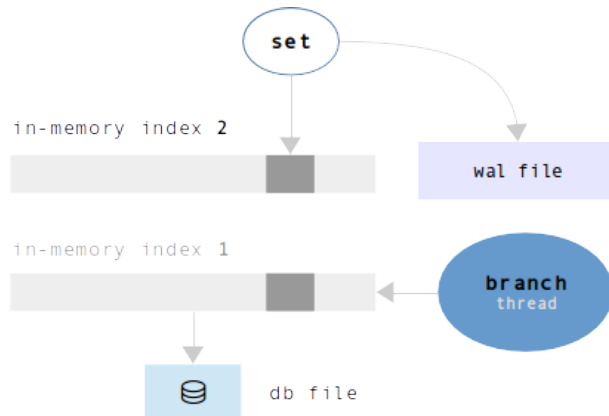 set
in-memory index 2
wal file
in-memory index 1
branch
thread
db file